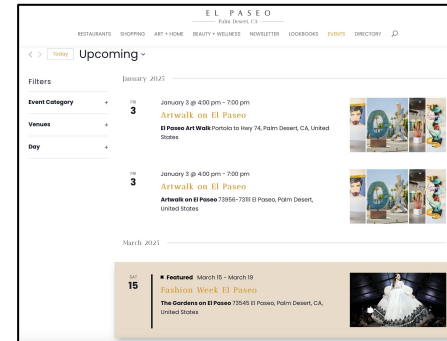 EL PASEO
Palm Desert, CA
RESTAURANTS SHOPPING ART + HOME BEAUTY + WELLNESS NEWSLETTER LOOKBOOKS EVENTS DIRECTORY
< > Today Upcoming
Filters
Event Category +
Venues +
Day +
January 2025
FRI
3
January 3 @ 4:00 pm - 7:00 pm
Artwalk on El Paseo
El Paseo Art Walk Portola to Hwy 74, Palm Desert, CA, United
States
FRI
3
January 3 @ 4:00 pm - 7:00 pm
Artwalk on El Paseo
Artwalk on El Paseo 73956-73111 El Paseo, Palm Desert,
United States
March 2025
SAT
15
Featured March 15 - March 19
Fashion Week El Paseo
The Gardens on El Paseo 73545 El Paseo, Palm Desert, CA,
United States